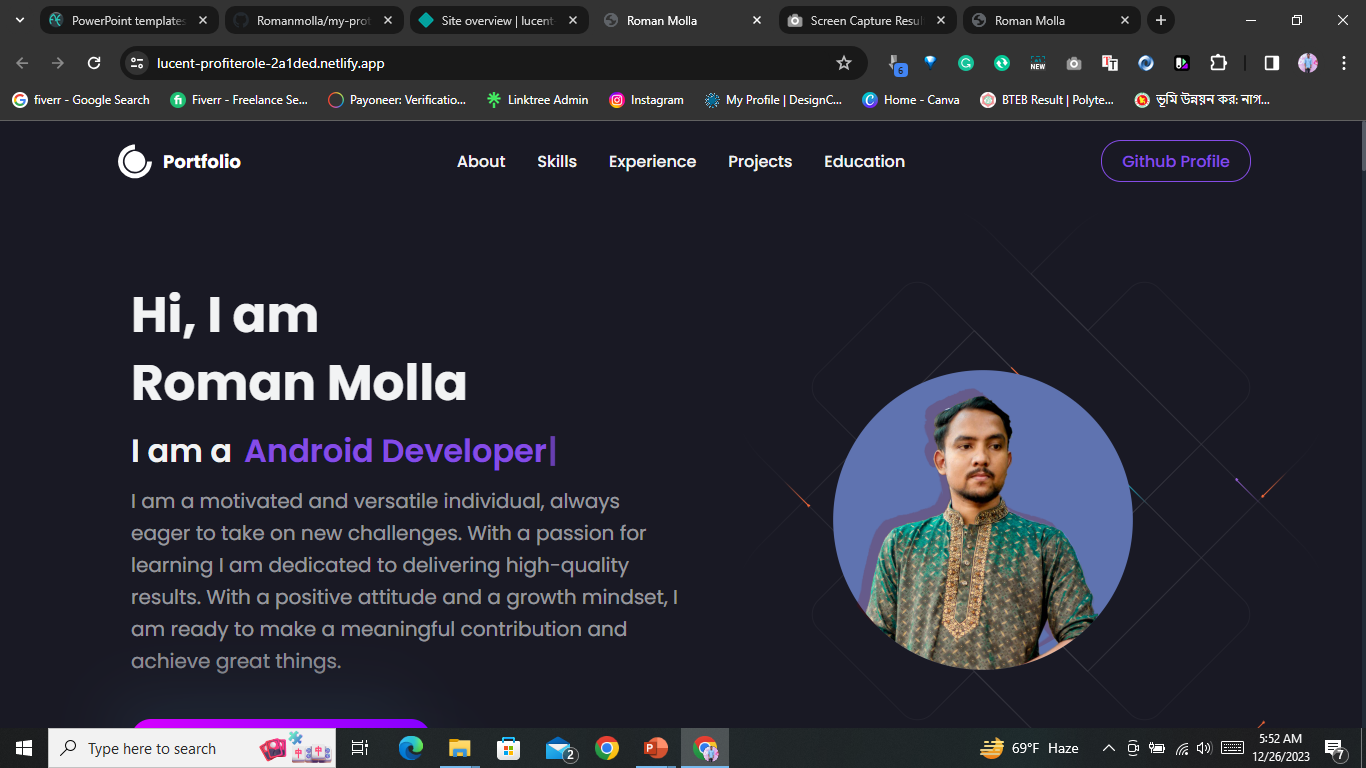 PowerPoint templates
Romanmolla/my-prot
Site overview | lucent-
Roman Molla
Screen Capture Resul
Roman Molla
lucent-profiterole-2a1ded.netlify.app
6
NEW
fiverr - Google Search
Fiverr - Freelance Se...
Payoneer: Verificatio...
Linktree Admin
Instagram
My Profile | DesignC...
Home - Canva
BTEB Result | Polyte...
ভূমি উন্নয়ন কর: নাগ...
Portfolio
About
Skills
Experience
Projects
Education
Github Profile
Hi, I am
Roman Molla
I am a Android Developer|
I am a motivated and versatile individual, always
eager to take on new challenges. With a passion for
learning I am dedicated to delivering high-quality
results. With a positive attitude and a growth mindset, I
am ready to make a meaningful contribution and
achieve great things.
Type here to search
2
69°F Haze
5:52 AM
12/26/2023
7